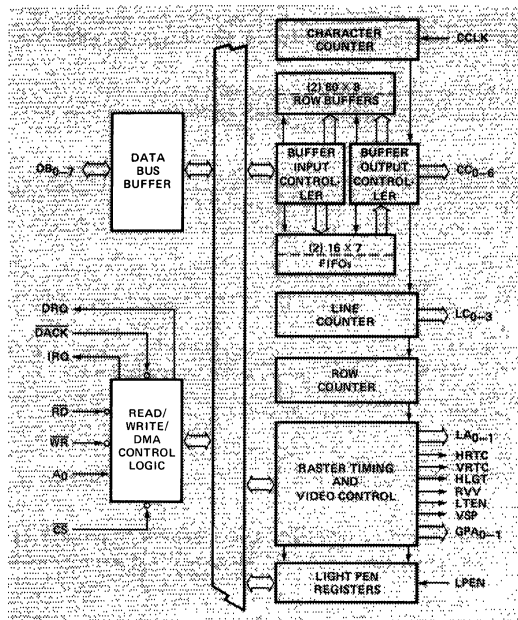 CHARACTER
COUNTER
CCLK
(2) 80 X 8
ROW BUFFERS
DB0–7
DATA
BUS
BUFFER
BUFFER
INPUT
CONTROL-
LER
BUFFER
OUTPUT
CONTROL-
LER
CC0–6
(2) 16 X 7
FIFOs
DRQ
DACK
IRQ
LINE
COUNTER
LC0–3
ROW
COUNTER
RD
WR
A0
CS
READ/
WRITE/
DMA
CONTROL
LOGIC
RASTER TIMING
AND
VIDEO CONTROL
LA0–1
HRTC
VRTC
HLGT
RVV
LTEN
VSP
GPA0–1
LIGHT PEN
REGISTERS
LPEN